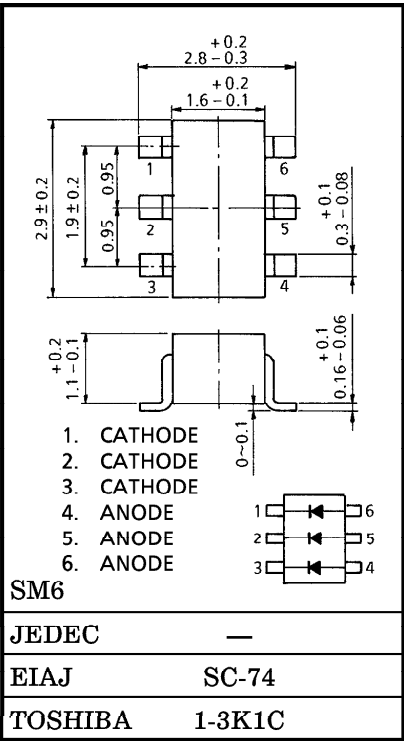 +0.2
2.8-0.3
+0.2
1.6-0.1
1
6
2
5
3
4
2.9±0.2
1.9±0.2
0.95
0.95
+0.1
0.3-0.08
+0.2
1.1-0.1
+0.1
0.16-0.06
0~0.1
1. CATHODE
2. CATHODE
3. CATHODE
4. ANODE
5. ANODE
6. ANODE
1
6
2
5
3
4
SM6
JEDEC —
EIAJ SC-74
TOSHIBA 1-3K1C